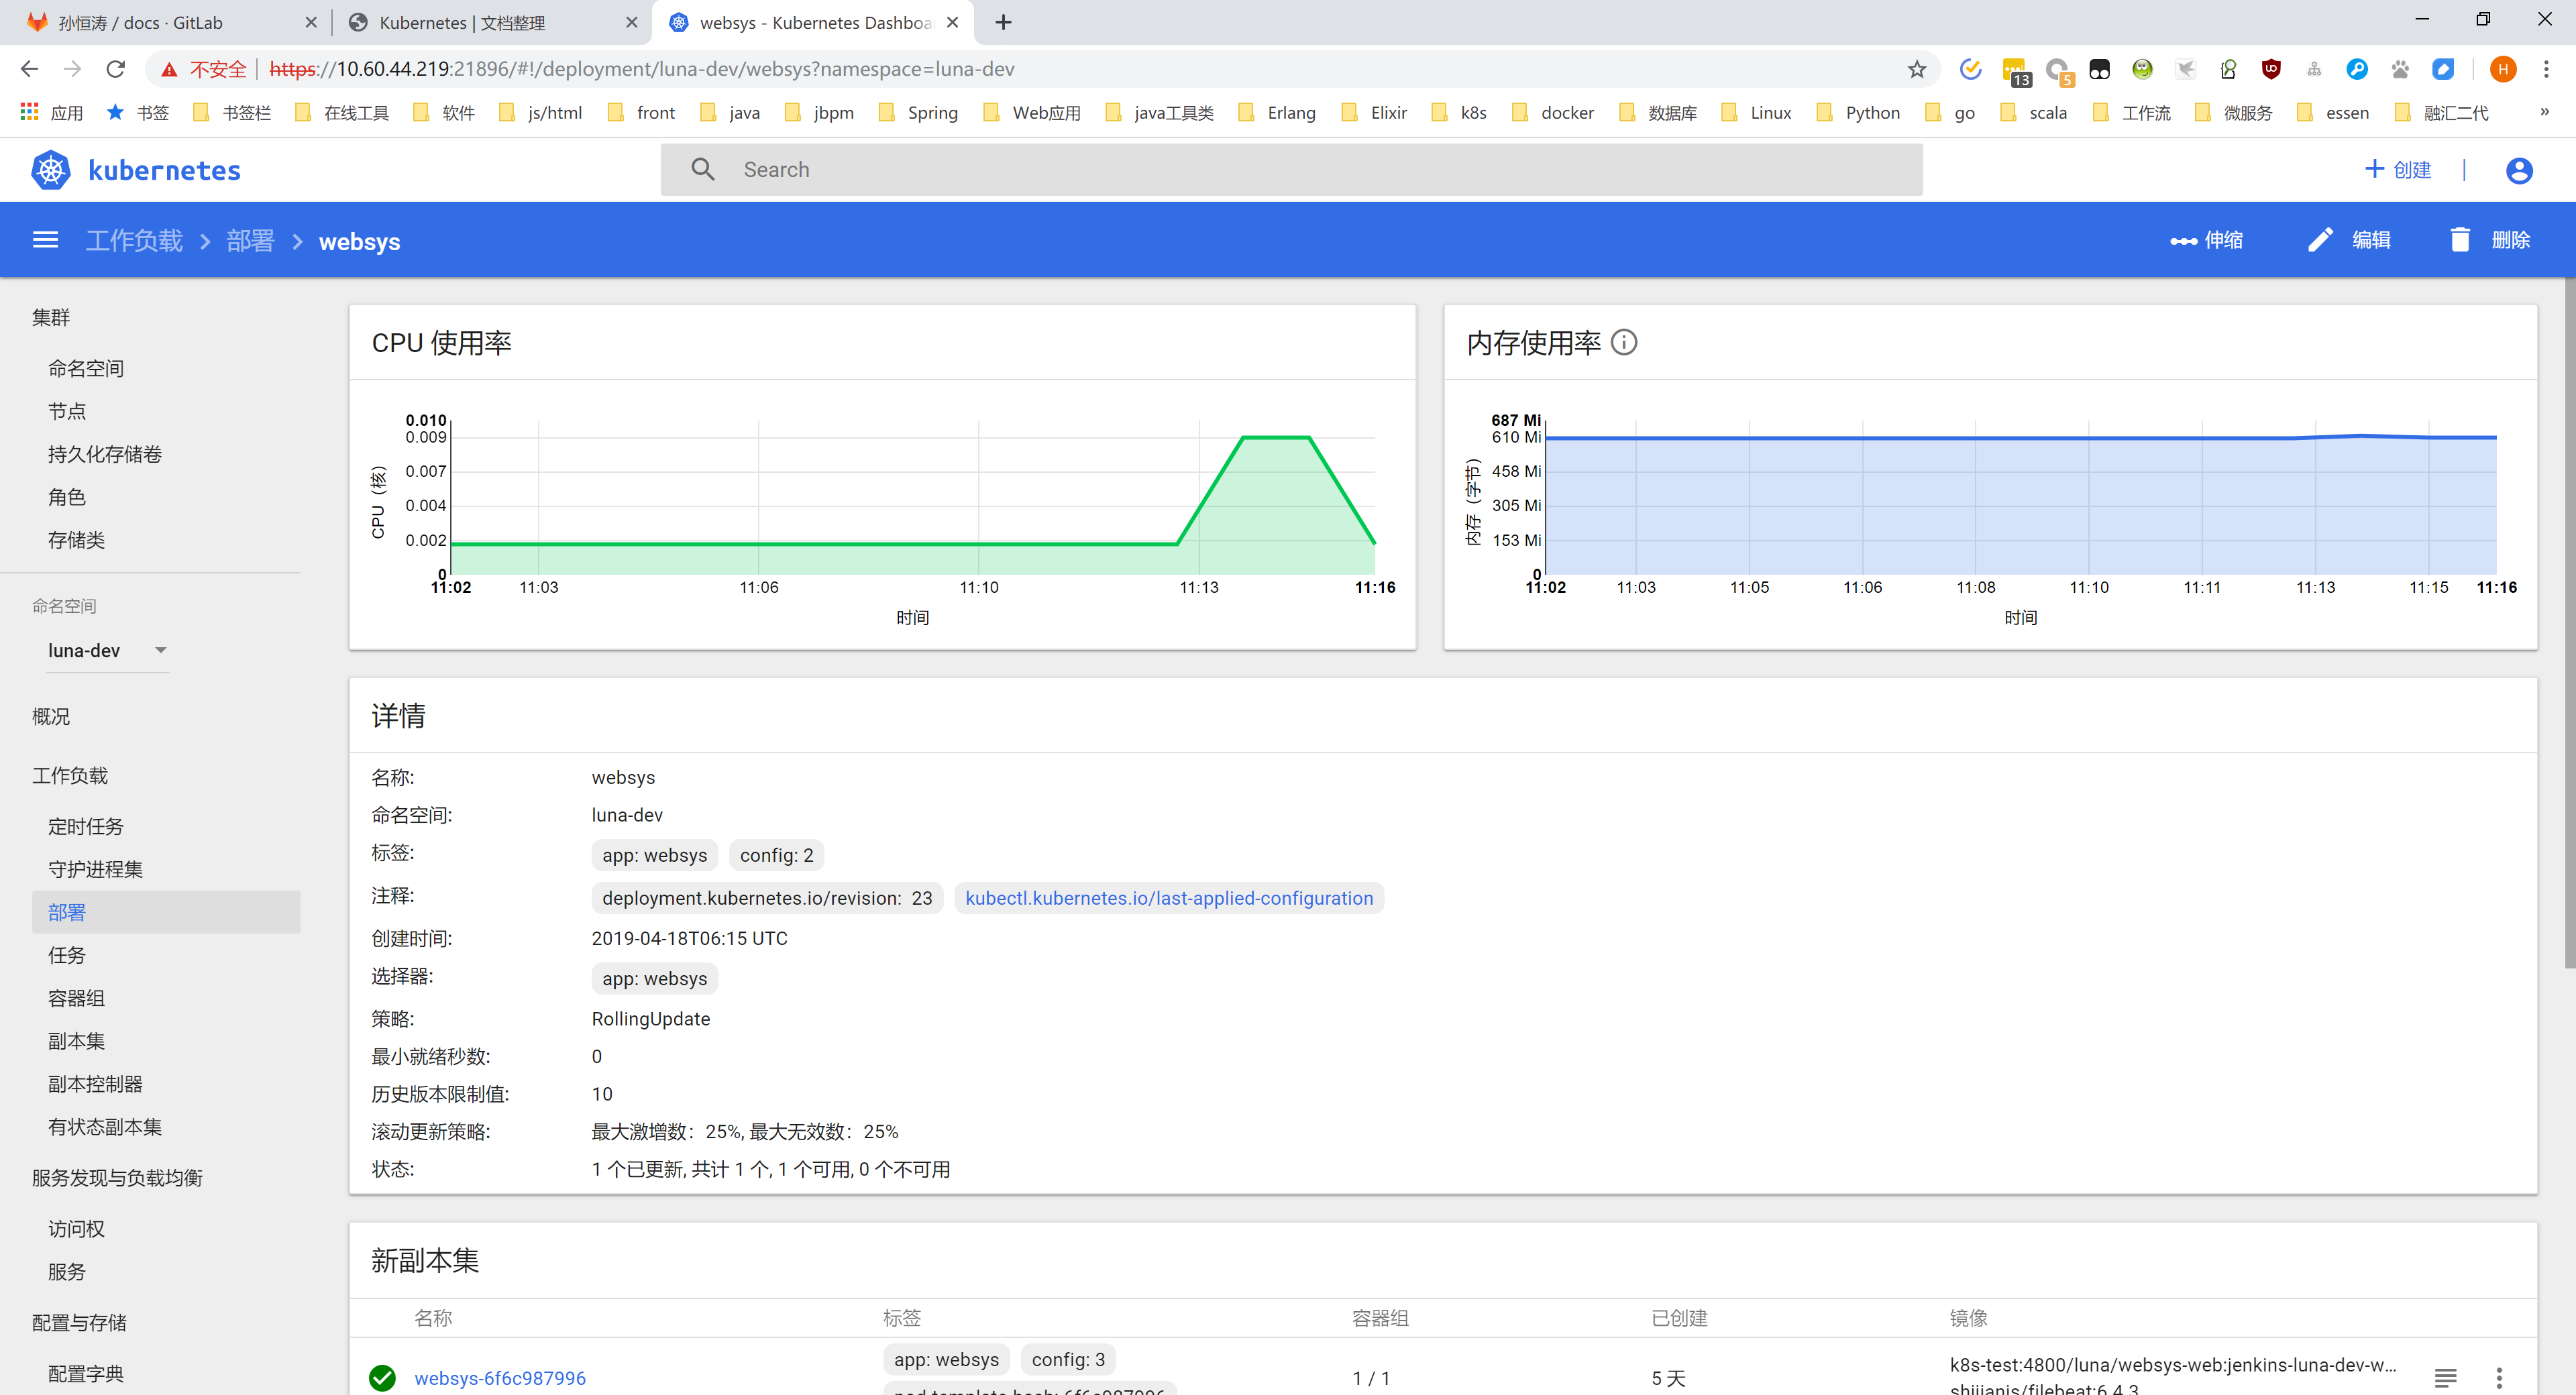 孙恒涛 / docs · GitLab
Kubernetes | 文档整理
websys - Kubernetes Dashboa
不安全 https://10.60.44.219:21896/#!/deployment/luna-dev/websys?namespace=luna-dev
13
5
H
应用 书签 书签栏 在线工具 软件 js/html front java jbpm Spring Web应用 java工具类 Erlang Elixir k8s docker 数据库 Linux Python go scala 工作流 微服务 essen 融汇二代 »
kubernetes
Search
创建
工作负载 部署 websys
伸缩 编辑 删除
集群
命名空间
节点
持久化存储卷
角色
存储类
命名空间
luna-dev
概况
工作负载
定时任务
守护进程集
部署
任务
容器组
副本集
副本控制器
有状态副本集
服务发现与负载均衡
访问权
服务
配置与存储
配置字典
CPU 使用率
CPU（核）
0.010
0.009
0.007
0.004
0.002
0
11:02 11:03 11:06 11:10 11:13 11:16
时间
内存使用率
内存（字节）
687 Mi
610 Mi
458 Mi
305 Mi
153 Mi
0
11:02 11:03 11:05 11:06 11:08 11:10 11:11 11:13 11:15 11:16
时间
详情
名称: websys
命名空间: luna-dev
标签: app: websys config: 2
注释: deployment.kubernetes.io/revision: 23 kubectl.kubernetes.io/last-applied-configuration
创建时间: 2019-04-18T06:15 UTC
选择器: app: websys
策略: RollingUpdate
最小就绪秒数: 0
历史版本限制值: 10
滚动更新策略: 最大激增数：25%, 最大无效数：25%
状态: 1 个已更新, 共计 1 个, 1 个可用, 0 个不可用
新副本集
名称 标签 容器组 已创建 镜像
websys-6f6c987996 app: websys config: 3 1 / 1 5 天 k8s-test:4800/luna/websys-web:jenkins-luna-dev-w...
pod-template-hash: 6f6c987996 shijianjs/filebeat:6.4.3